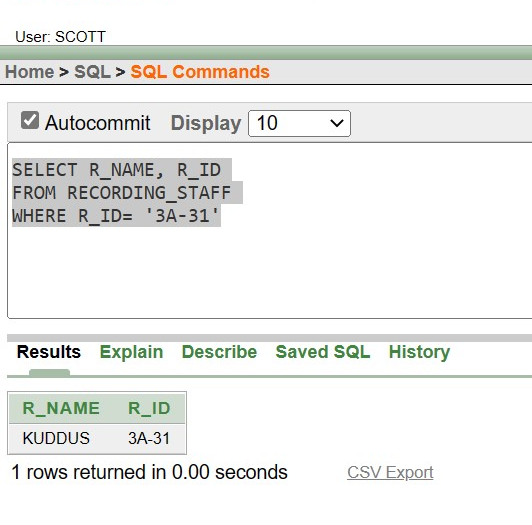 User: SCOTT
Home > SQL > SQL Commands
Autocommit Display 10
SELECT R_NAME, R_ID
FROM RECORDING_STAFF
WHERE R_ID= '3A-31'
Results Explain Describe Saved SQL History
R_NAME R_ID
KUDDUS 3A-31
1 rows returned in 0.00 seconds CSV Export